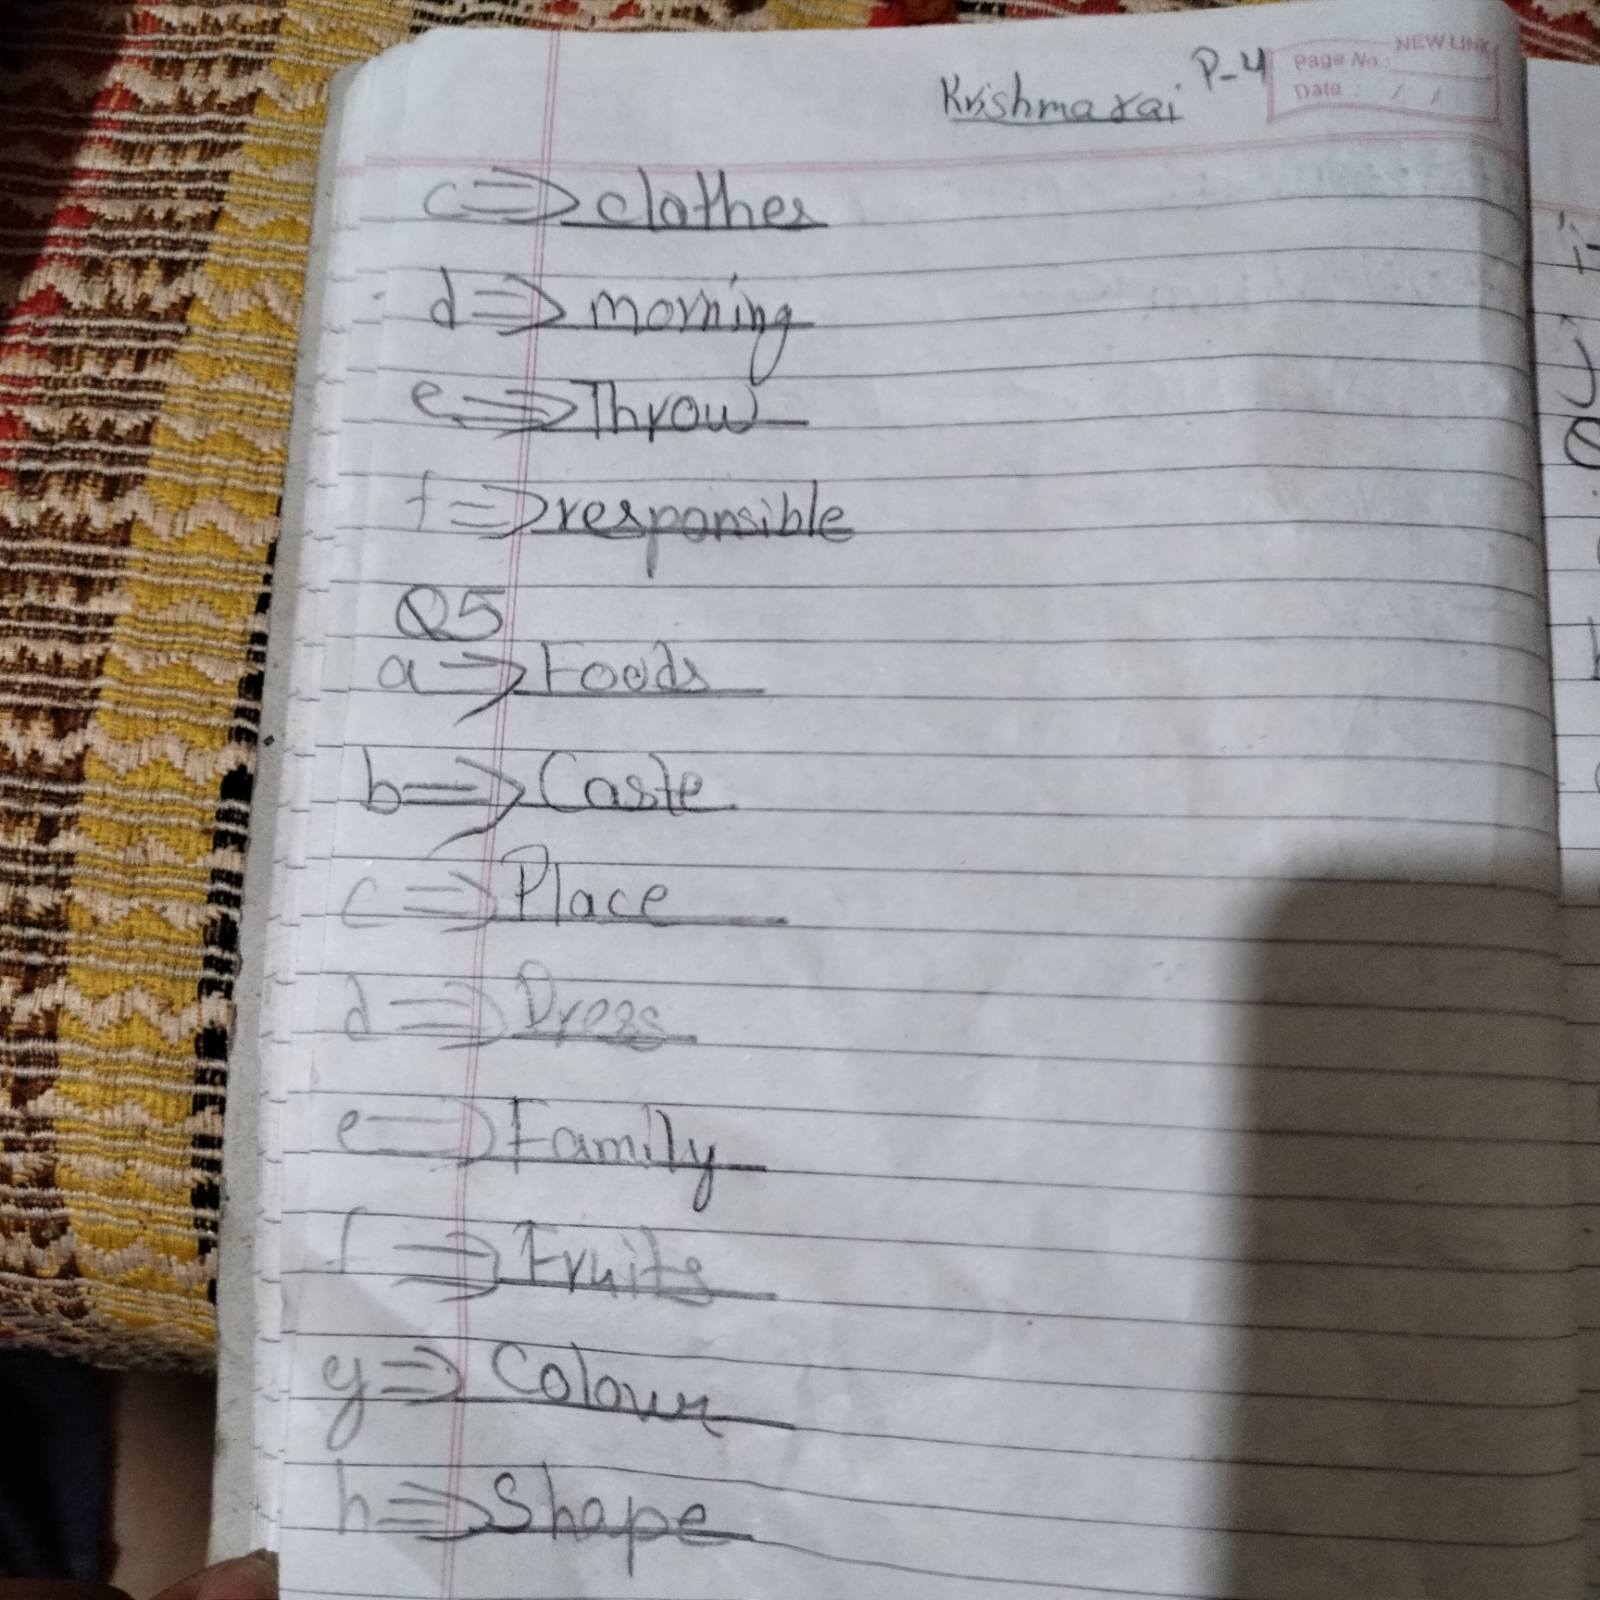 Krishma rai P-4
NEW LINK
Page No.:
Date : / /
c⇒ clothes
d⇒ morning
e⇒ Throw
f⇒ responsible
Q5
a⇒ Foods
b⇒ Caste
c⇒ Place
d⇒ Dress
e⇒ Family
f⇒ Fruits
g⇒ Colour
h⇒ Shape